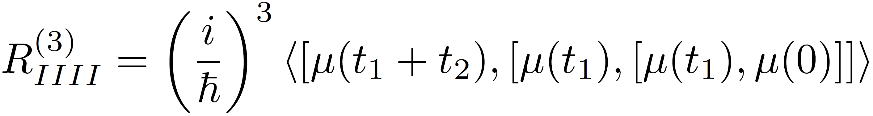 R^{(3)}_{IIII} = \left( \frac{i}{\hbar} \right)^3 \langle [\mu(t_1 + t_2), [\mu(t_1), [\mu(t_1), \mu(0)]]] \rangle